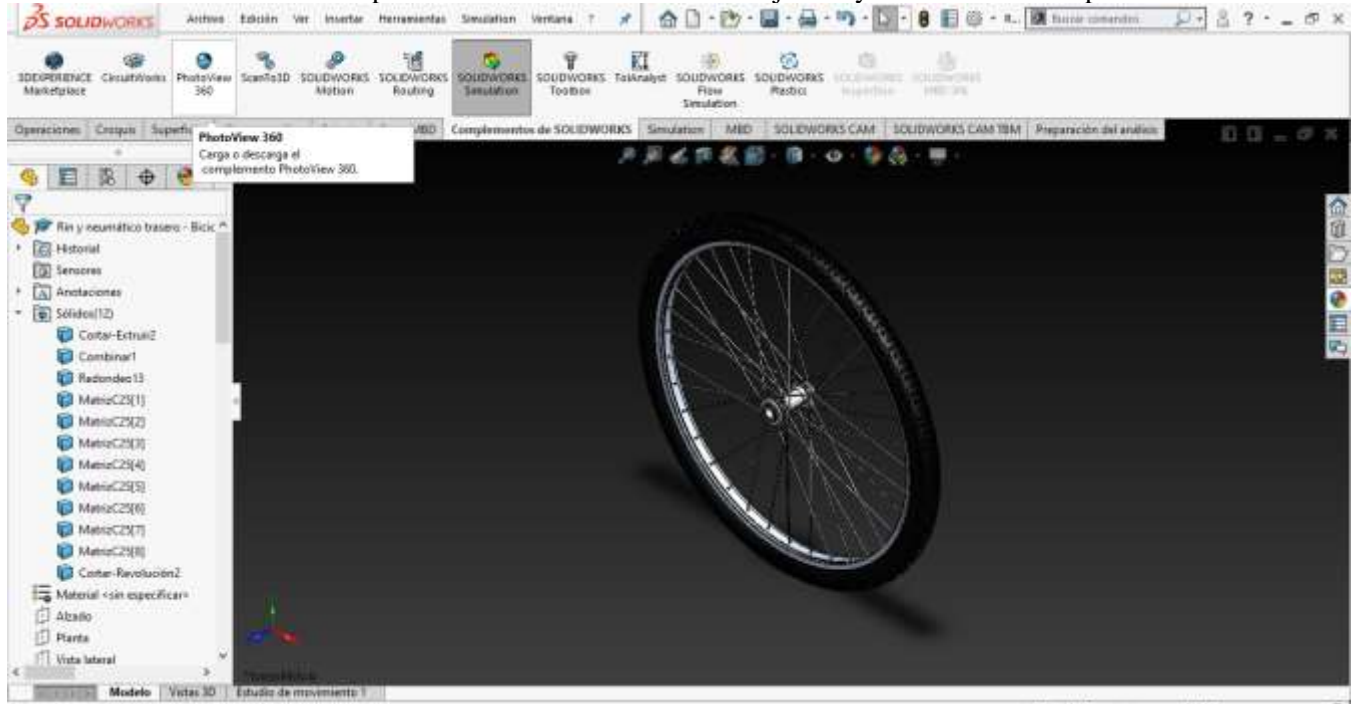 SOLIDWORKS
Archivo Edición Ver Insertar Herramientas Simulation Ventana ?
Buscar comandos
3DEXPERIENCE Marketplace
CircuitWorks
PhotoView 360
ScanTo3D
SOLIDWORKS Motion
SOLIDWORKS Routing
SOLIDWORKS Simulation
SOLIDWORKS Toolbox
TolAnalyst
SOLIDWORKS Flow Simulation
SOLIDWORKS Plastics
Operaciones Croquis Superfi MBD Complementos de SOLIDWORKS Simulation MBD SOLIDWORKS CAM SOLIDWORKS CAM TBM Preparación del análisis
PhotoView 360
Carga o descarga el
complemento PhotoView 360.
Rin y neumático trasero - Bicic
Historial
Sensores
Anotaciones
Sólidos(12)
Cortar-Extruir2
Combinar1
Redondeo13
MatrizC25[1]
MatrizC25[2]
MatrizC25[3]
MatrizC25[4]
MatrizC25[5]
MatrizC25[6]
MatrizC25[7]
MatrizC25[8]
Cortar-Revolución2
Material <sin especificar>
Alzado
Planta
Vista lateral
Modelo Vistas 3D Estudio de movimiento 1